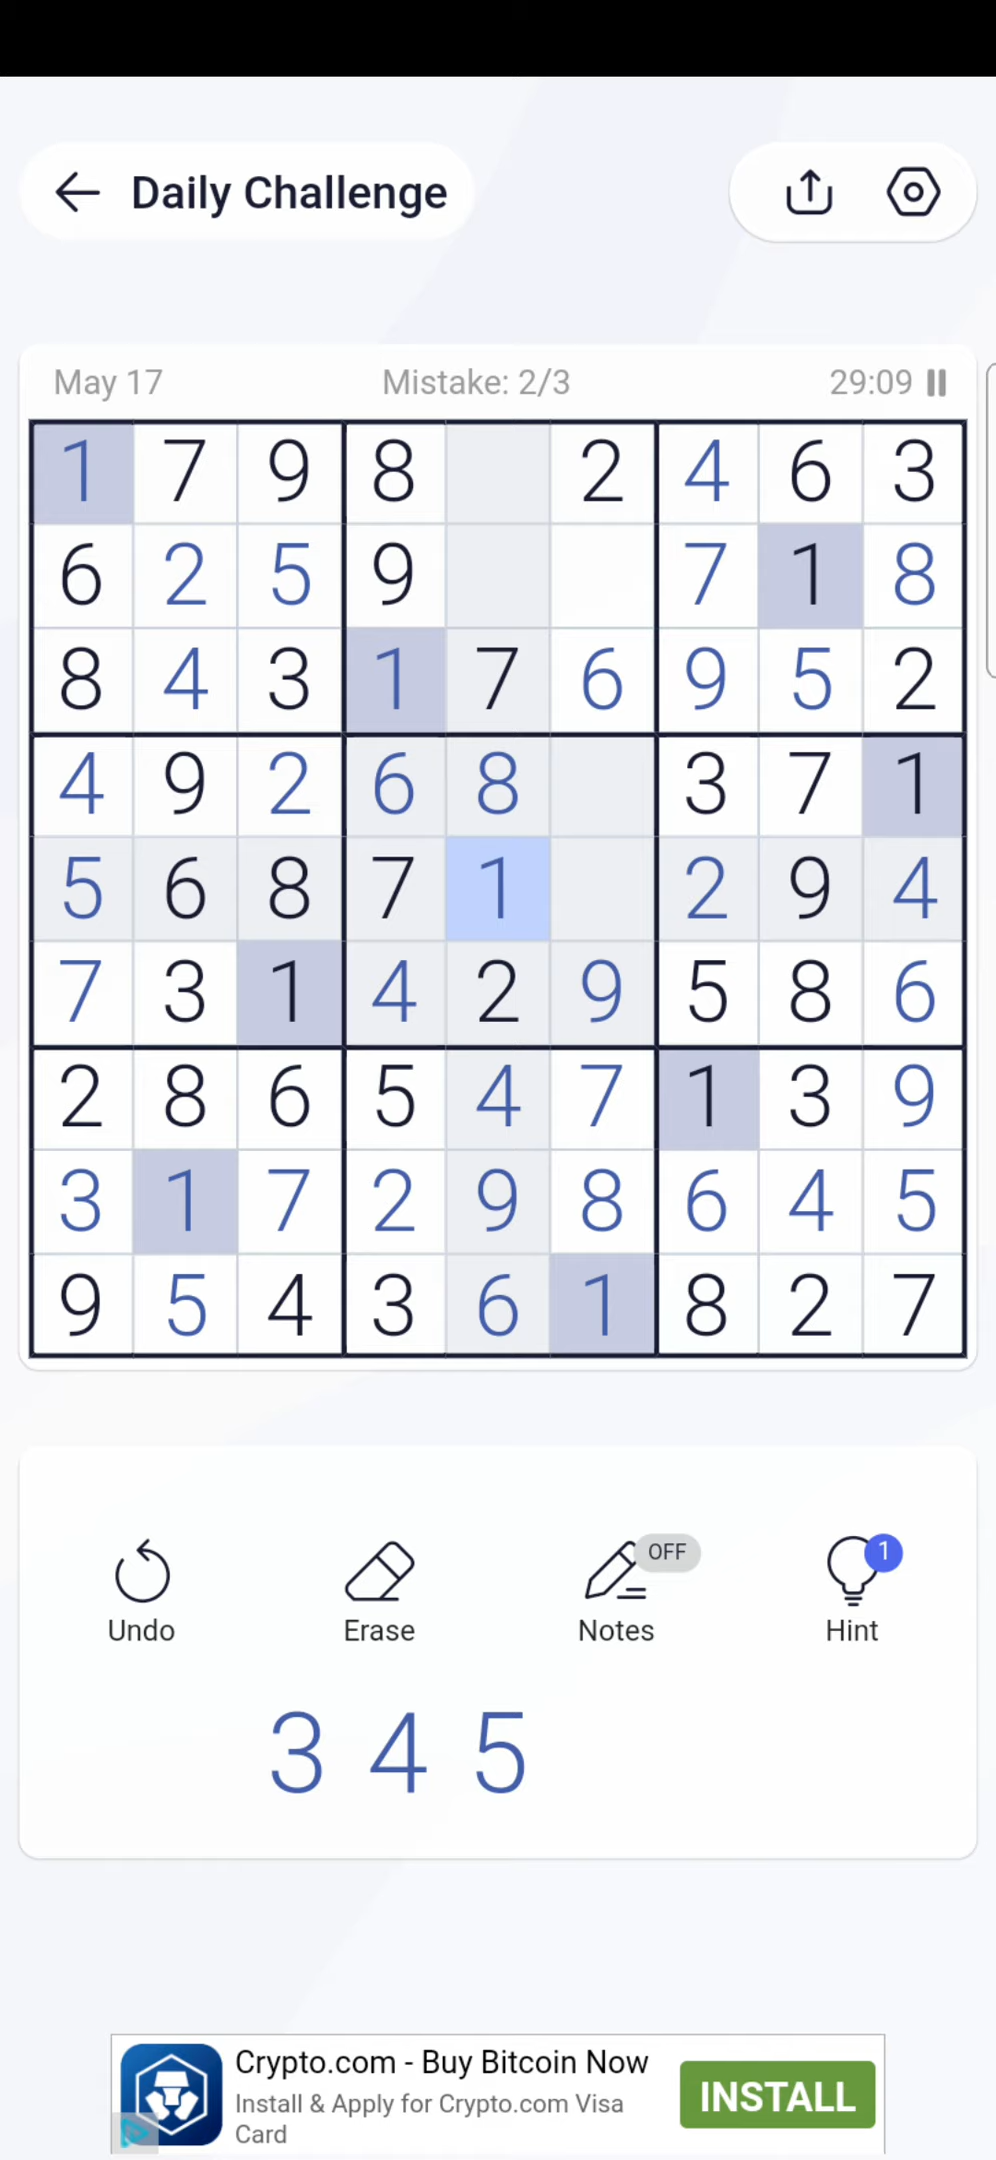 Daily Challenge
May 17 Mistake: 2/3 29:09
1 7 9 8 2 4 6 3
6 2 5 9 7 1 8
8 4 3 1 7 6 9 5 2
4 9 2 6 8 3 7 1
5 6 8 7 1 2 9 4
7 3 1 4 2 9 5 8 6
2 8 6 5 4 7 1 3 9
3 1 7 2 9 8 6 4 5
9 5 4 3 6 1 8 2 7
OFF 1
Undo Erase Notes Hint
3 4 5
Crypto.com - Buy Bitcoin Now
Install & Apply for Crypto.com Visa
Card
INSTALL